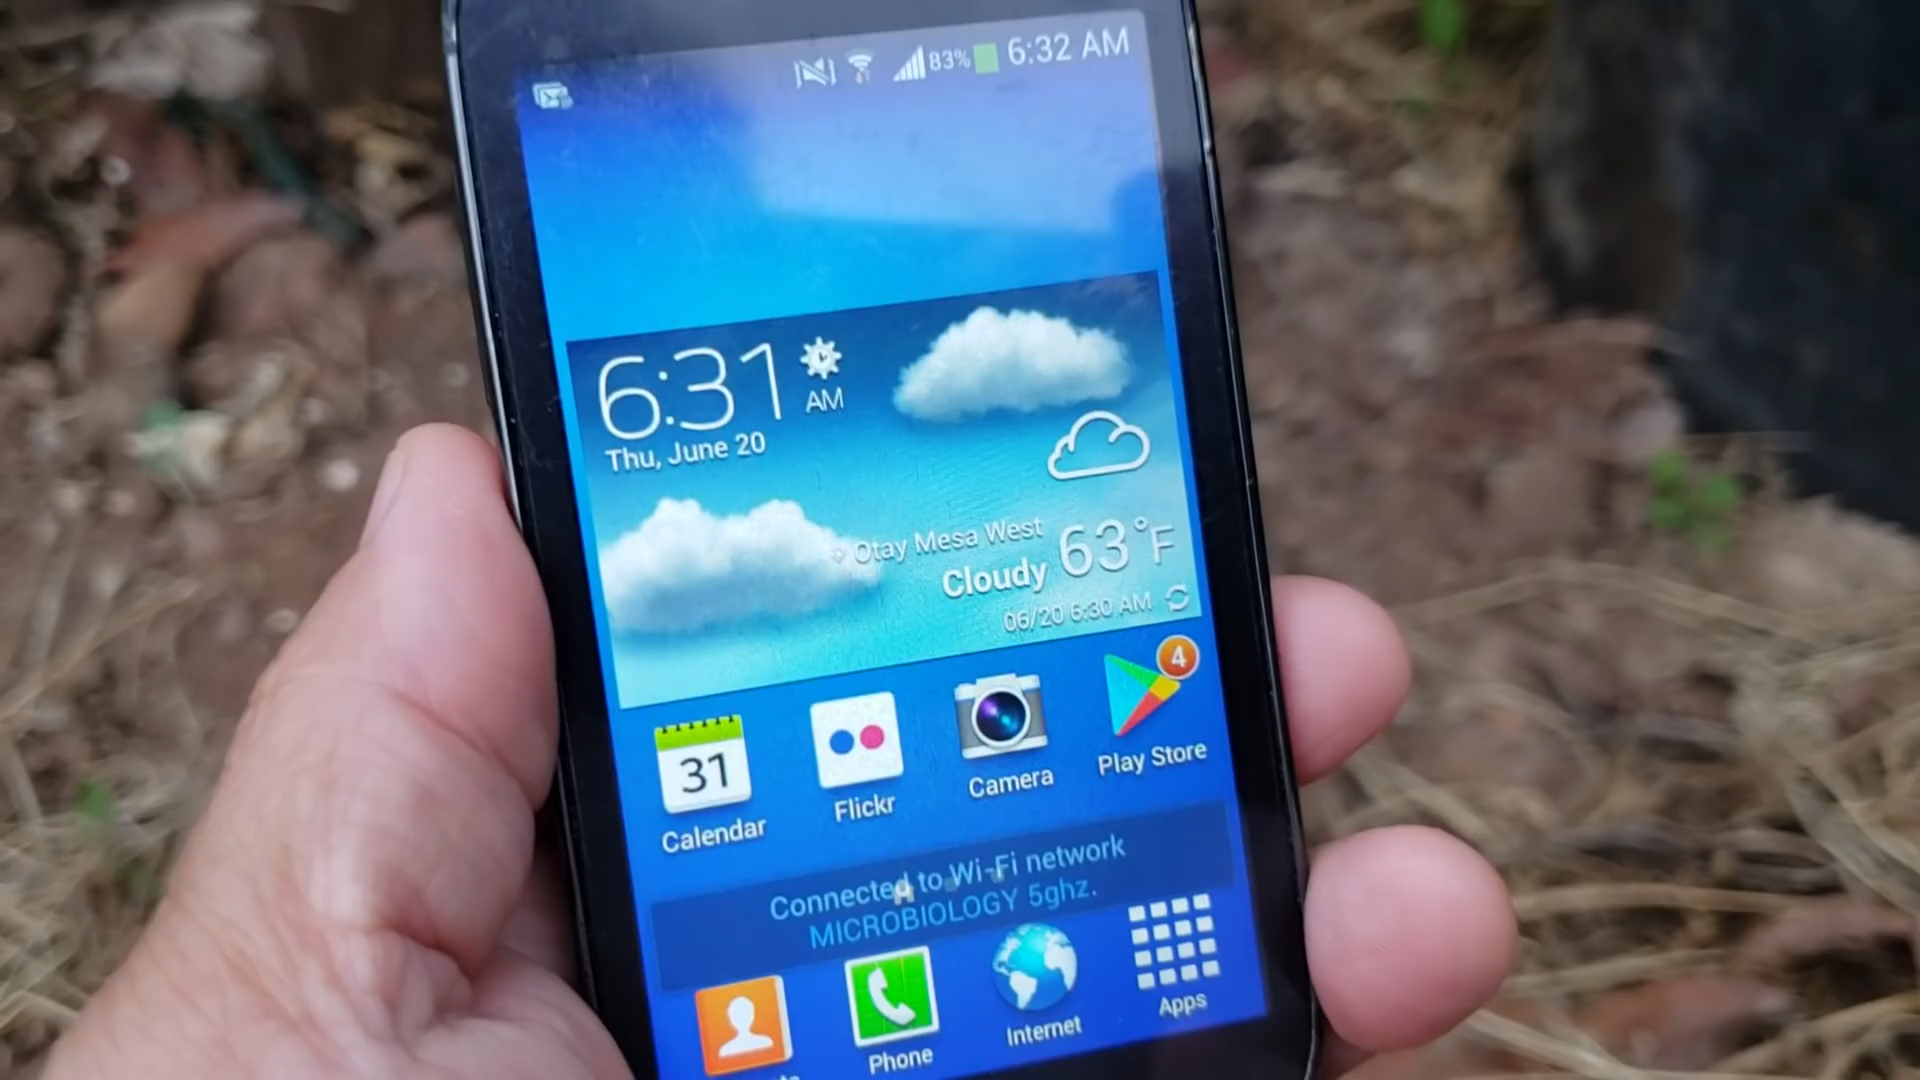 83% 6:32 AM
6:31 AM
Thu, June 20
Otay Mesa West
Cloudy 63°F
06/20 6:30 AM
4
31
Calendar
Flickr
Camera
Play Store
Connected to Wi-Fi network
MICROBIOLOGY 5ghz.
Phone
Internet
Apps